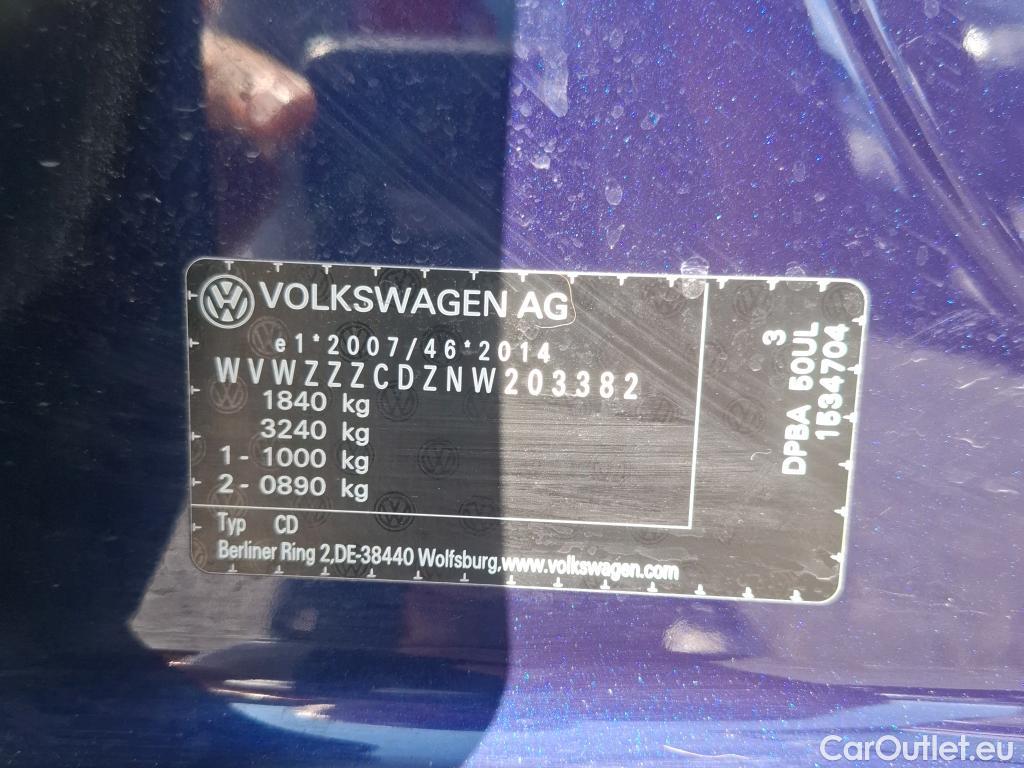 VOLKSWAGEN AG
e1*2007/46*2014
WVWZZZCDZNW203382
1840 kg
3240 kg
1- 1000 kg
2- 0890 kg
Typ CD
Berliner Ring 2,DE-38440 Wolfsburg,www.volkswagen.com
3
DPBA 50UL
1534704
CarOutlet.eu